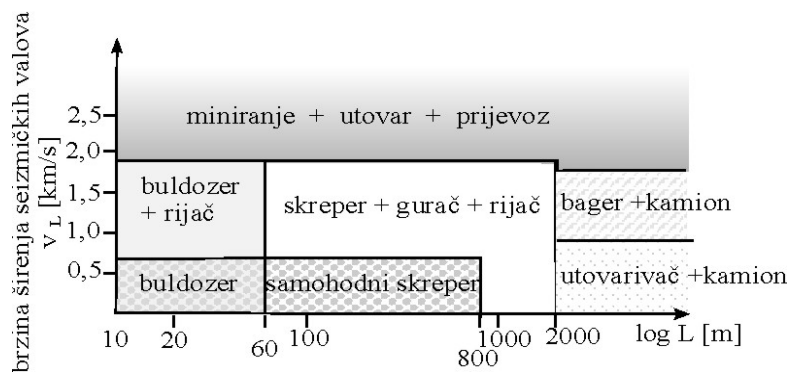 brzina širenja seizmičkih valova
v L [km/s]
2,5
2,0
1,5
1,0
0,5
miniranje + utovar + prijevoz
buldozer
+ rijač
skreper + gurač + rijač
bager +kamion
buldozer
samohodni skreper
utovarivač +kamion
10
20
60
100
800
1000
2000
log L [m]